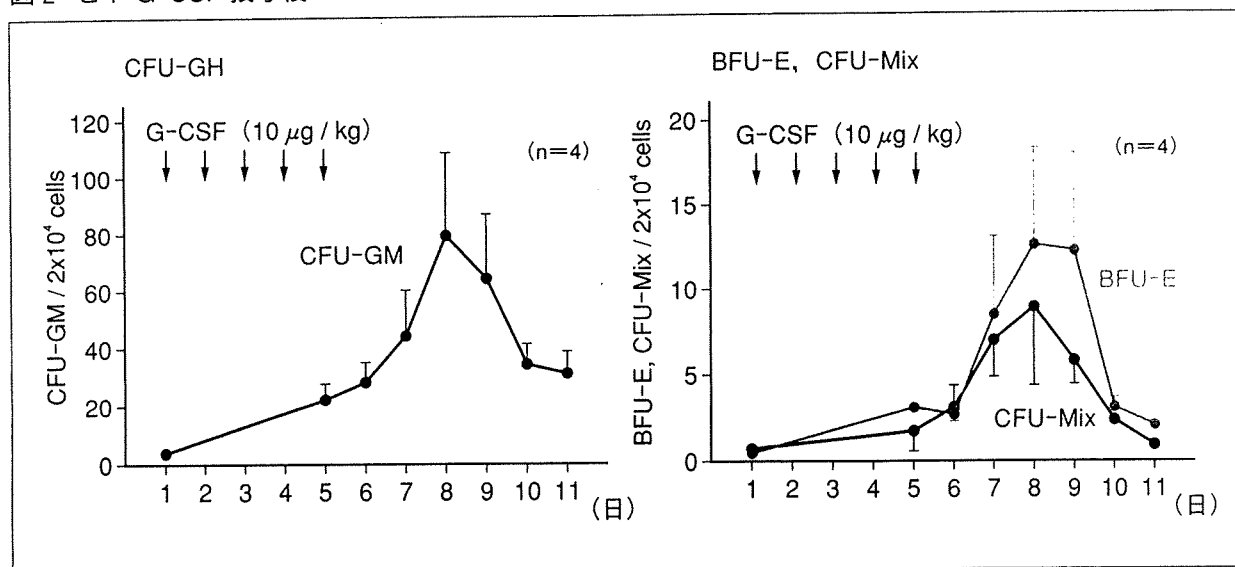 CFU-GH
120
100
80
60
40
20
0
CFU-GM / 2x10⁴ cells
G-CSF (10 μg / kg)
(n=4)
CFU-GM
1 2 3 4 5 6 7 8 9 10 11
(日)
BFU-E, CFU-Mix
20
15
10
5
0
BFU-E, CFU-Mix / 2x10⁴ cells
G-CSF (10 μg / kg)
(n=4)
BFU-E
CFU-Mix
1 2 3 4 5 6 7 8 9 10 11
(日)